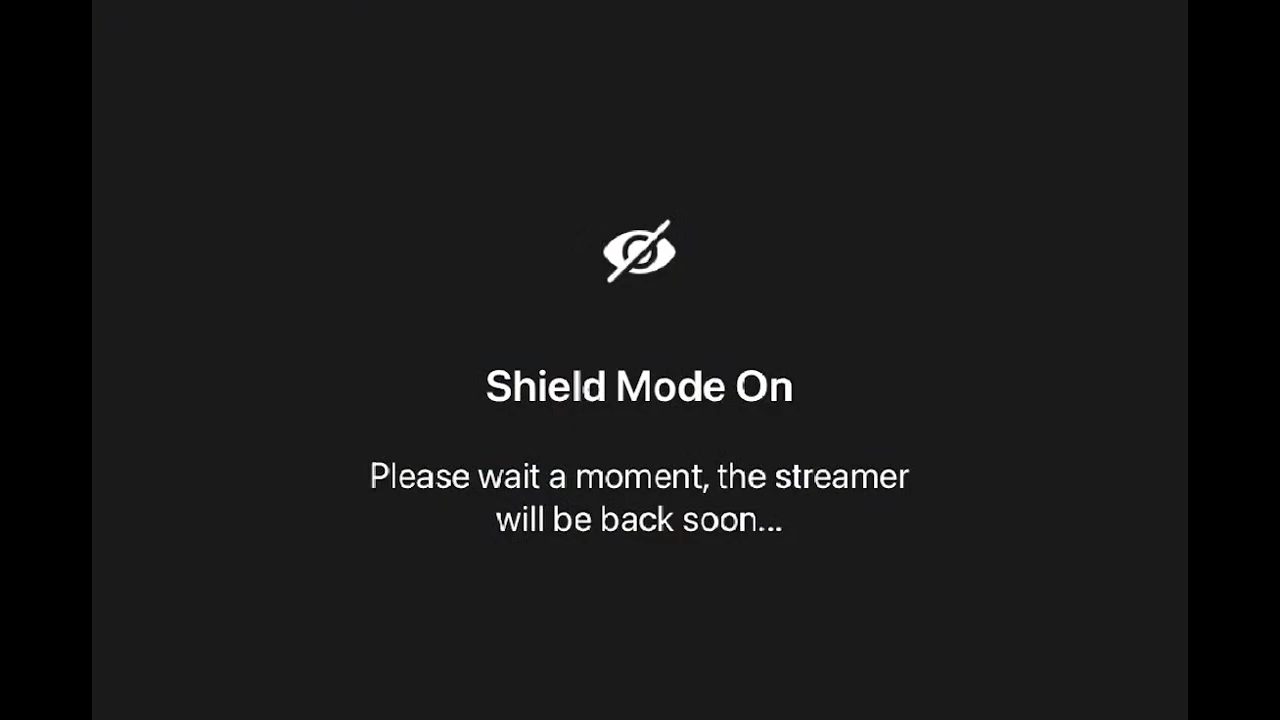 Shield Mode On
Please wait a moment, the streamer
will be back soon...